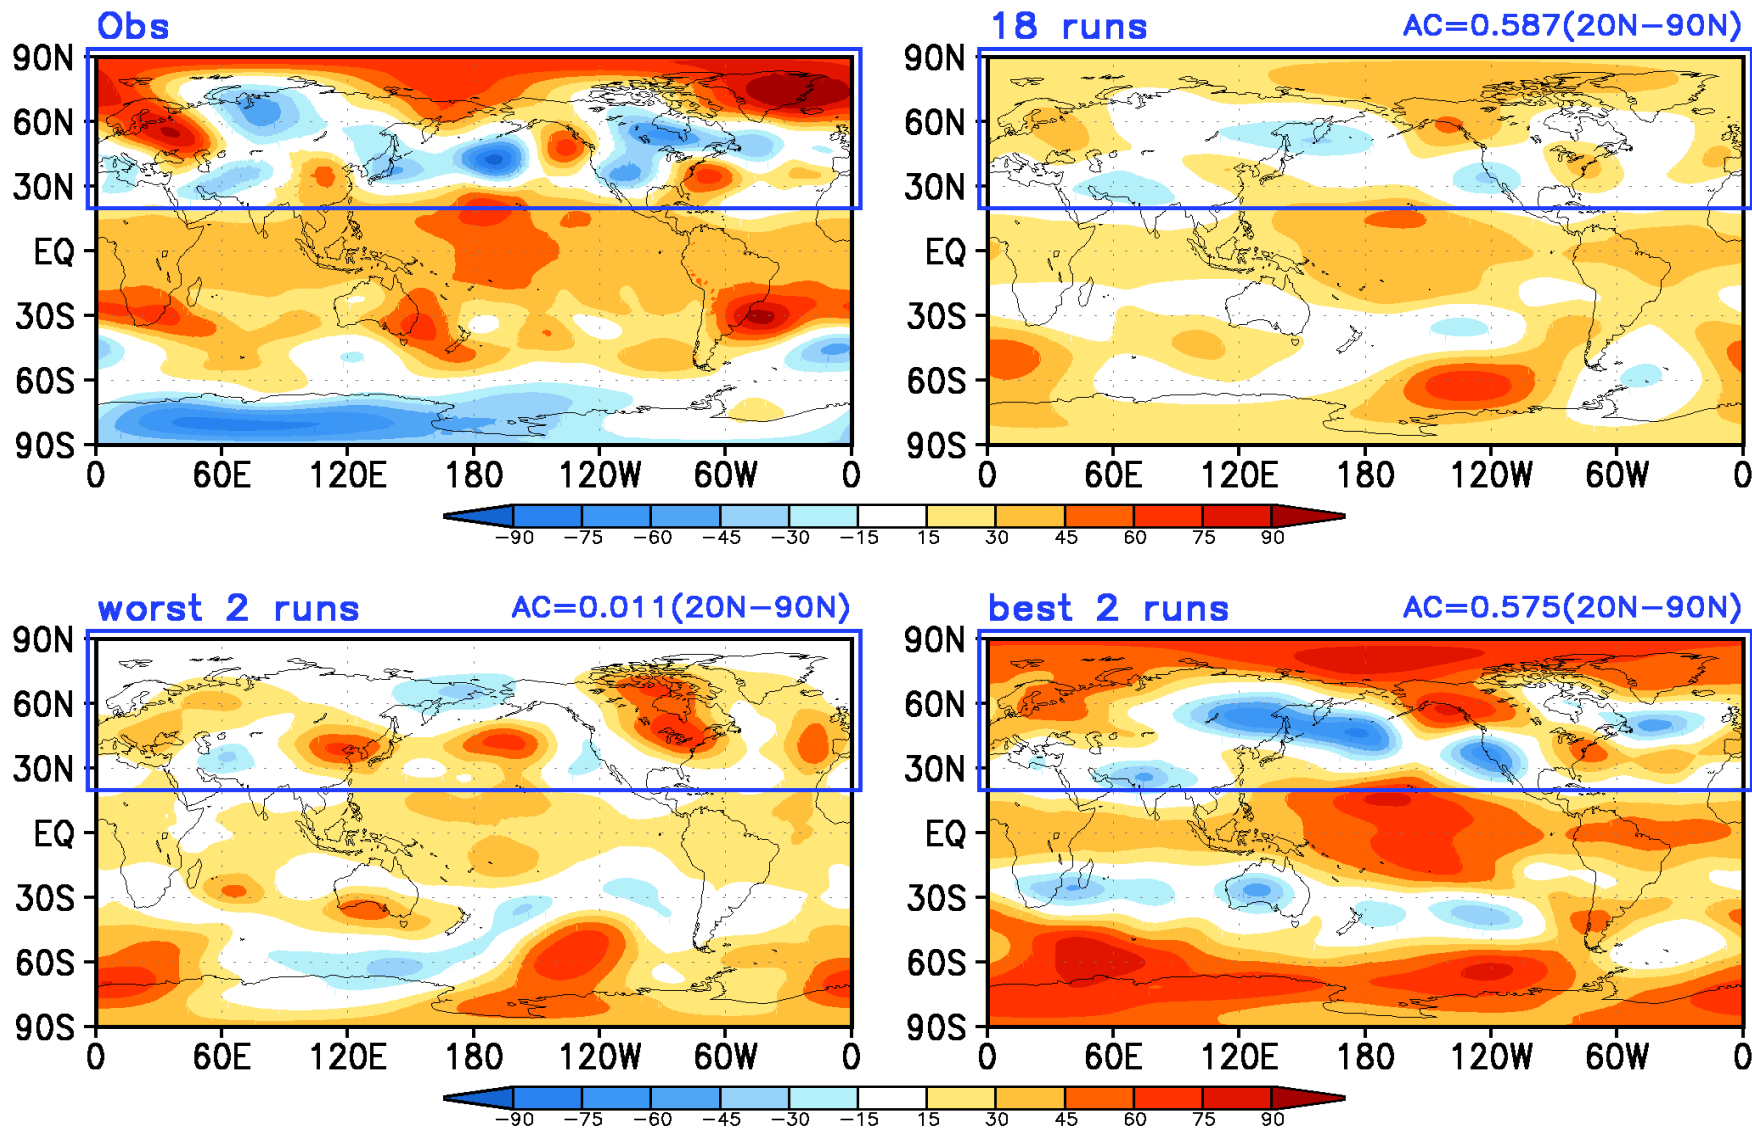 Obs
18 runs AC=0.587(20N−90N)
90N
60N
30N
EQ
30S
60S
90S
0 60E 120E 180 120W 60W 0
90N
60N
30N
EQ
30S
60S
90S
0 60E 120E 180 120W 60W 0
−90 −75 −60 −45 −30 −15 15 30 45 60 75 90
worst 2 runs AC=0.011(20N−90N)
best 2 runs AC=0.575(20N−90N)
90N
60N
30N
EQ
30S
60S
90S
0 60E 120E 180 120W 60W 0
90N
60N
30N
EQ
30S
60S
90S
0 60E 120E 180 120W 60W 0
−90 −75 −60 −45 −30 −15 15 30 45 60 75 90